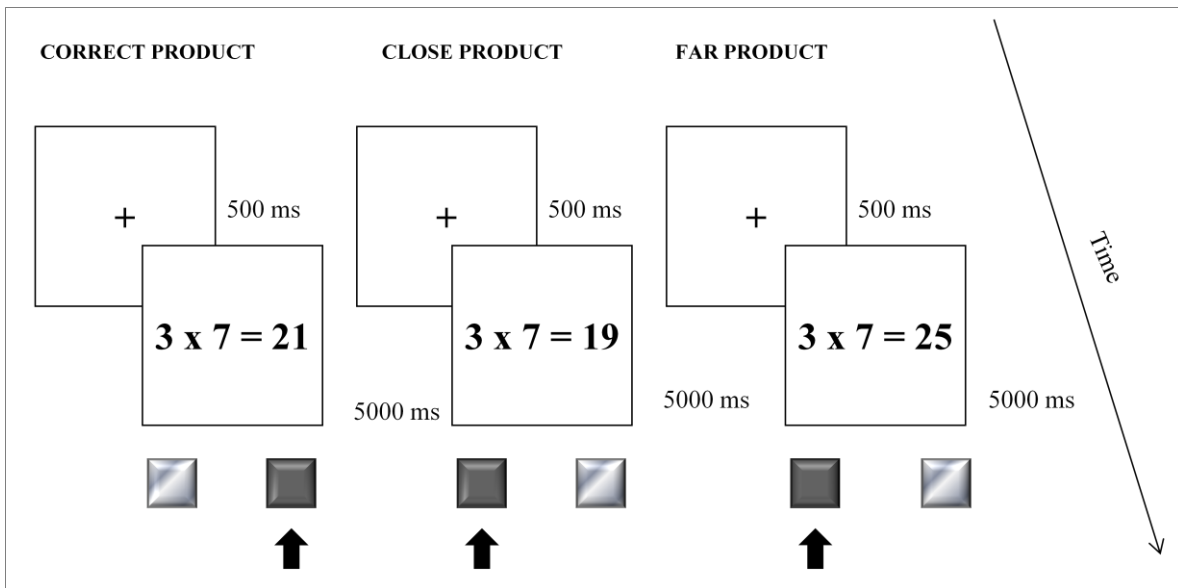 CORRECT PRODUCT
CLOSE PRODUCT
FAR PRODUCT
+
500 ms
+
500 ms
+
500 ms
Time
3 x 7 = 21
3 x 7 = 19
3 x 7 = 25
5000 ms
5000 ms
5000 ms